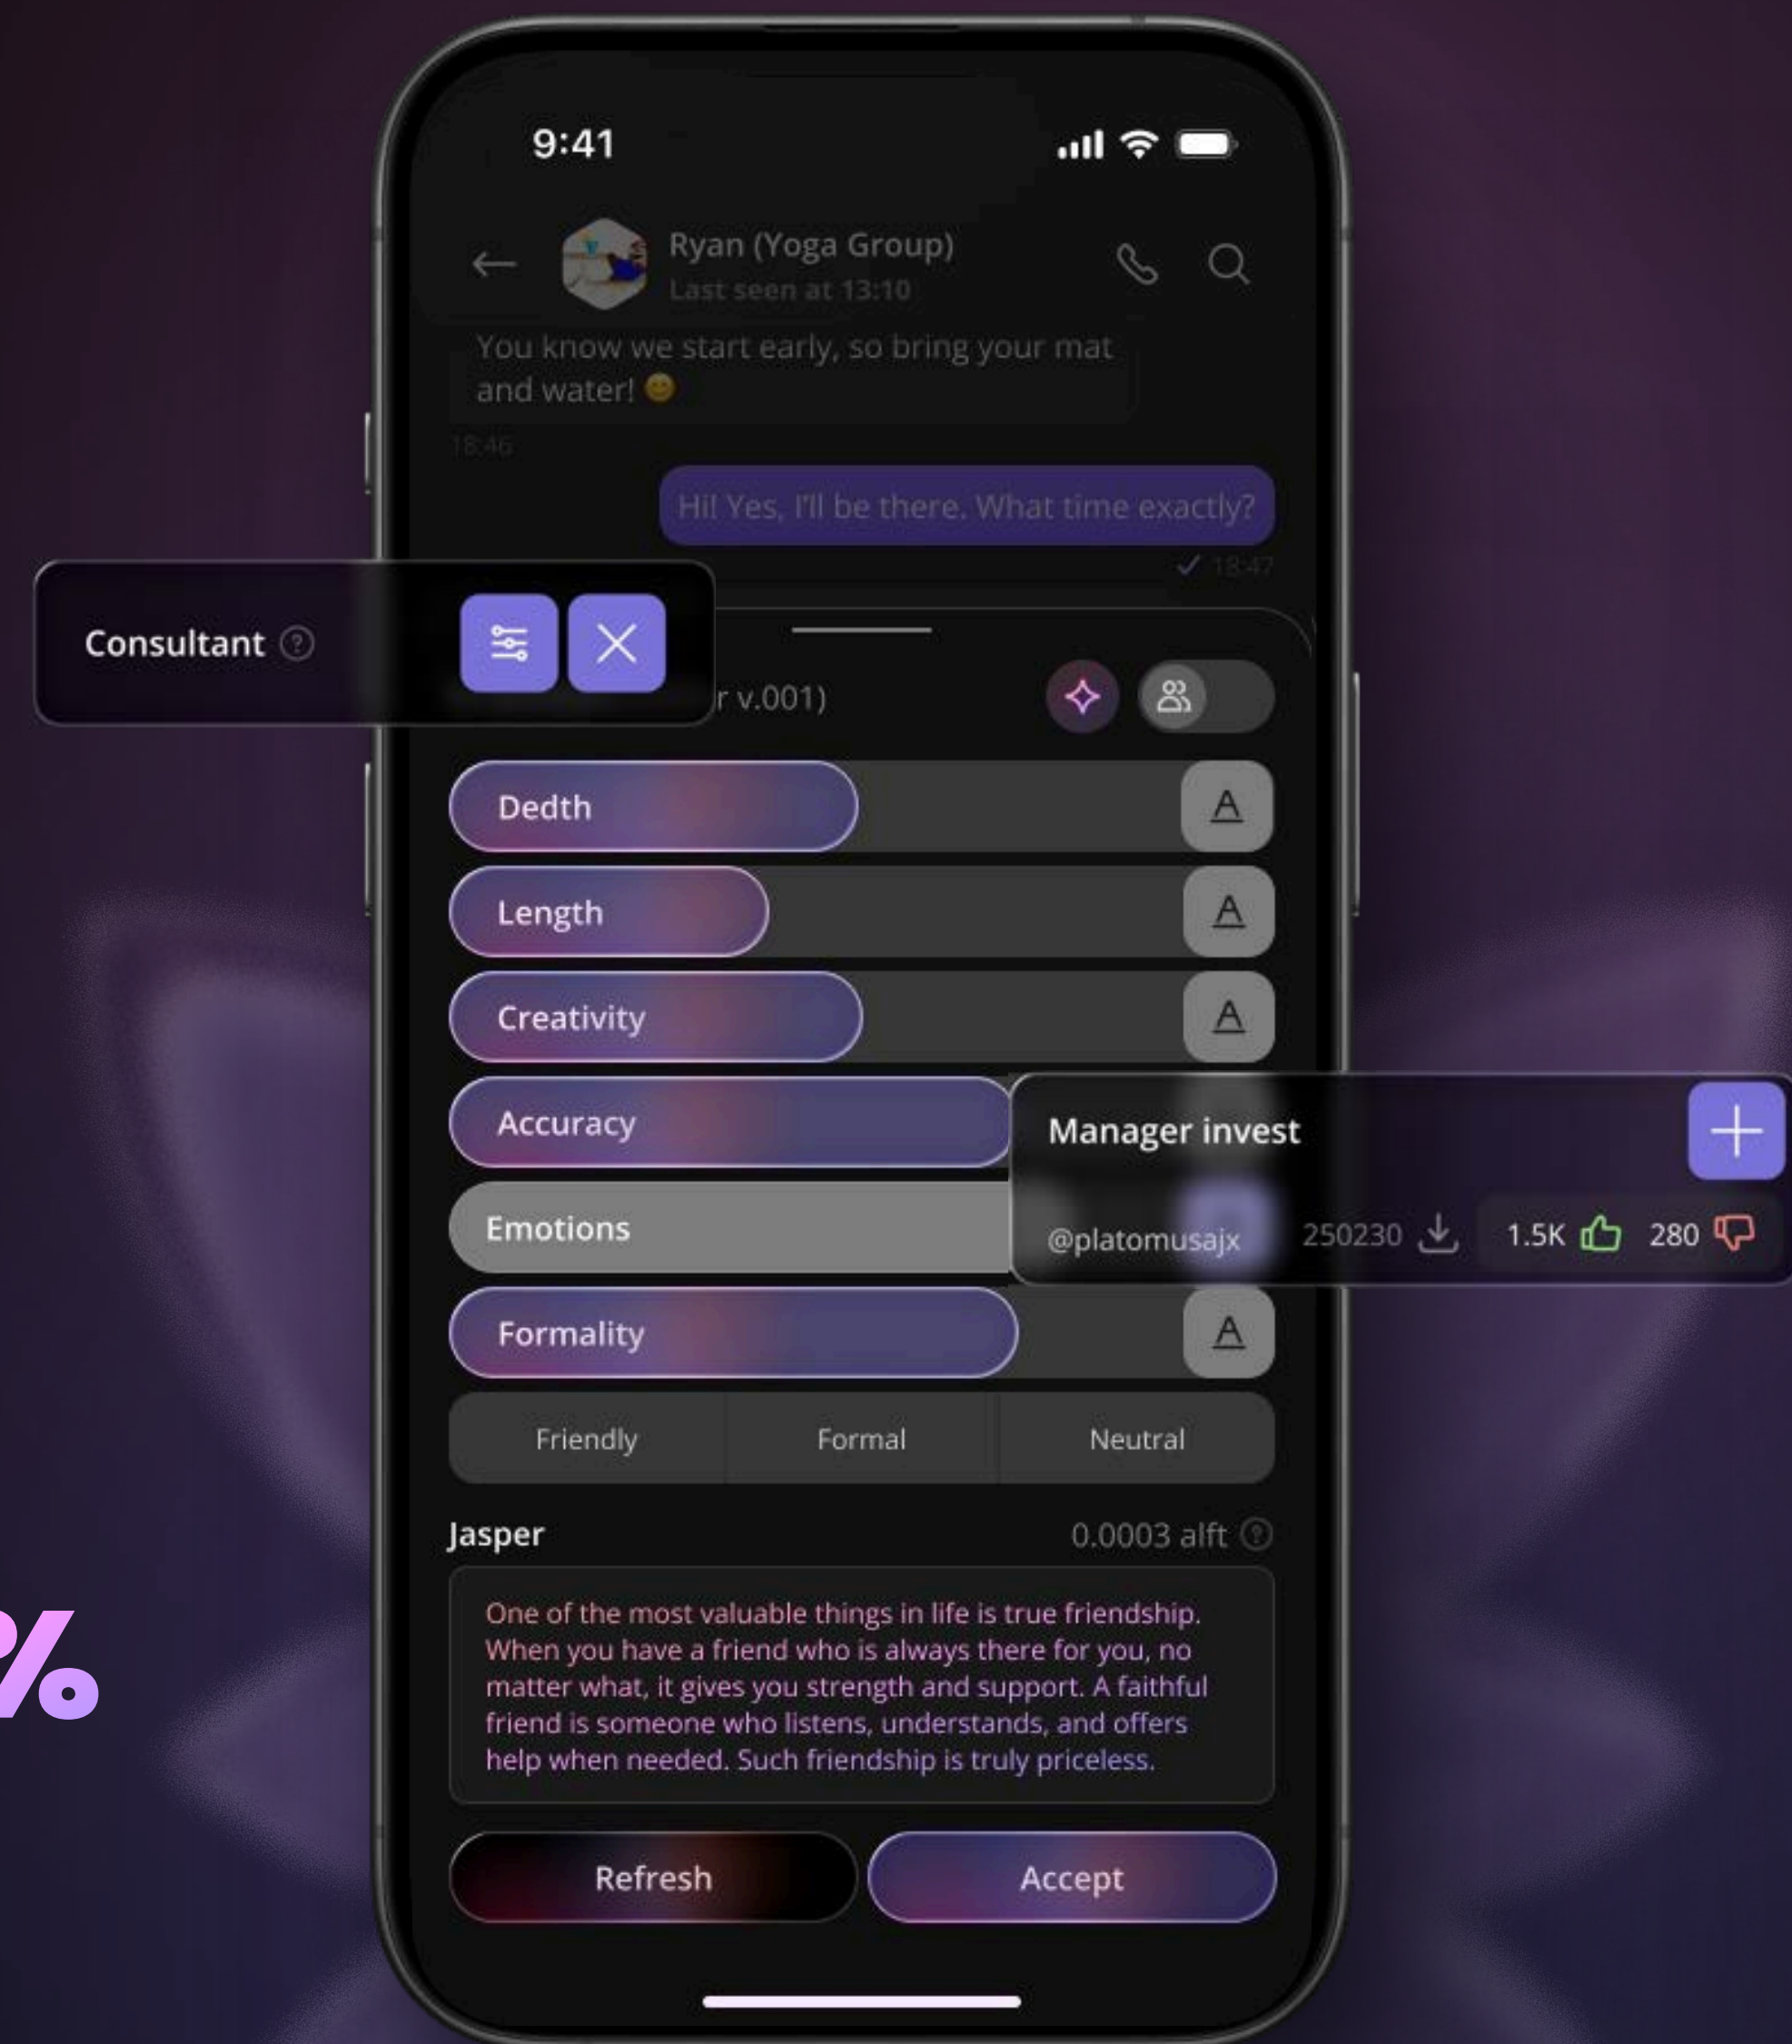 9:41
Ryan (Yoga Group)
Last seen at 13:10
You know we start early, so bring your mat
and water! 😊
18:46
Hi! Yes, I'll be there. What time exactly?
18:47
Consultant
r v.001)
Dedth
A
Length
A
Creativity
A
Accuracy
Manager invest
Emotions
@platomusajx 250230 1.5K 280
Formality
A
Friendly Formal Neutral
Jasper 0.0003 alft
One of the most valuable things in life is true friendship.
When you have a friend who is always there for you, no
matter what, it gives you strength and support. A faithful
friend is someone who listens, understands, and offers
help when needed. Such friendship is truly priceless.
%
Refresh Accept